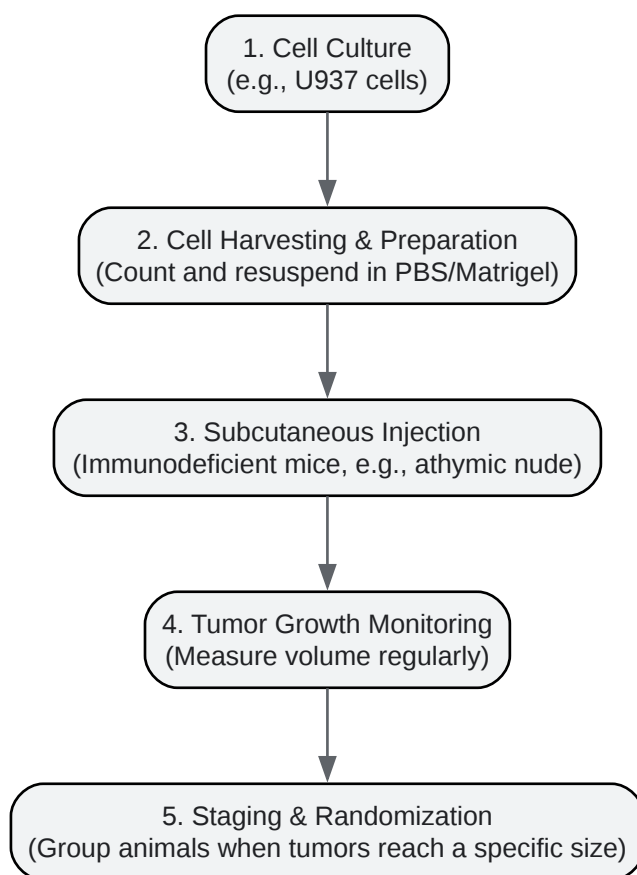 1. Cell Culture
(e.g., U937 cells)
2. Cell Harvesting & Preparation
(Count and resuspend in PBS/Matrigel)
3. Subcutaneous Injection
(Immunodeficient mice, e.g., athymic nude)
4. Tumor Growth Monitoring
(Measure volume regularly)
5. Staging & Randomization
(Group animals when tumors reach a specific size)